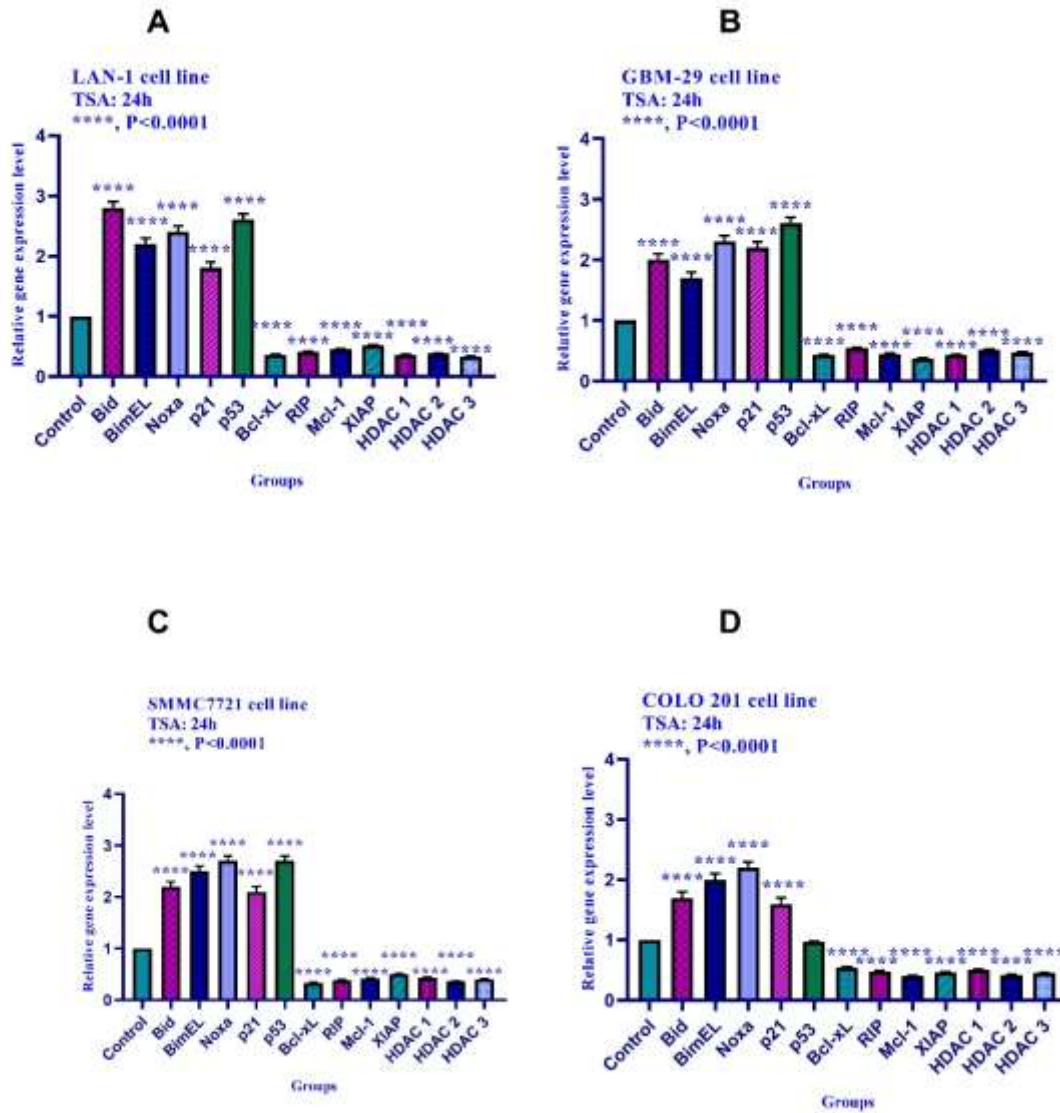 A
LAN-1 cell line
TSA: 24h
****, P<0.0001
Relative gene expression level
4
3
2
1
0
**** **** **** **** **** **** **** **** **** **** **** ****
Control Bid BimEL Noxa p21 p53 Bcl-xL RIP Mcl-1 XIAP HDAC 1 HDAC 2 HDAC 3
Groups
B
GBM-29 cell line
TSA: 24h
****, P<0.0001
Relative gene expression level
4
3
2
1
0
**** **** **** **** **** **** **** **** **** **** **** ****
Control Bid BimEL Noxa p21 p53 Bcl-xL RIP Mcl-1 XIAP HDAC 1 HDAC 2 HDAC 3
Groups
C
SMMC7721 cell line
TSA: 24h
****, P<0.0001
Relative gene expression level
4
3
2
1
0
**** **** **** **** **** **** **** **** **** **** **** ****
Control Bid BimEL Noxa p21 p53 Bcl-xL RIP Mcl-1 XIAP HDAC 1 HDAC 2 HDAC 3
Groups
D
COLO 201 cell line
TSA: 24h
****, P<0.0001
Relative gene expression level
4
3
2
1
0
**** **** **** **** **** **** **** **** **** **** ****
Control Bid BimEL Noxa p21 p53 Bcl-xL RIP Mcl-1 XIAP HDAC 1 HDAC 2 HDAC 3
Groups